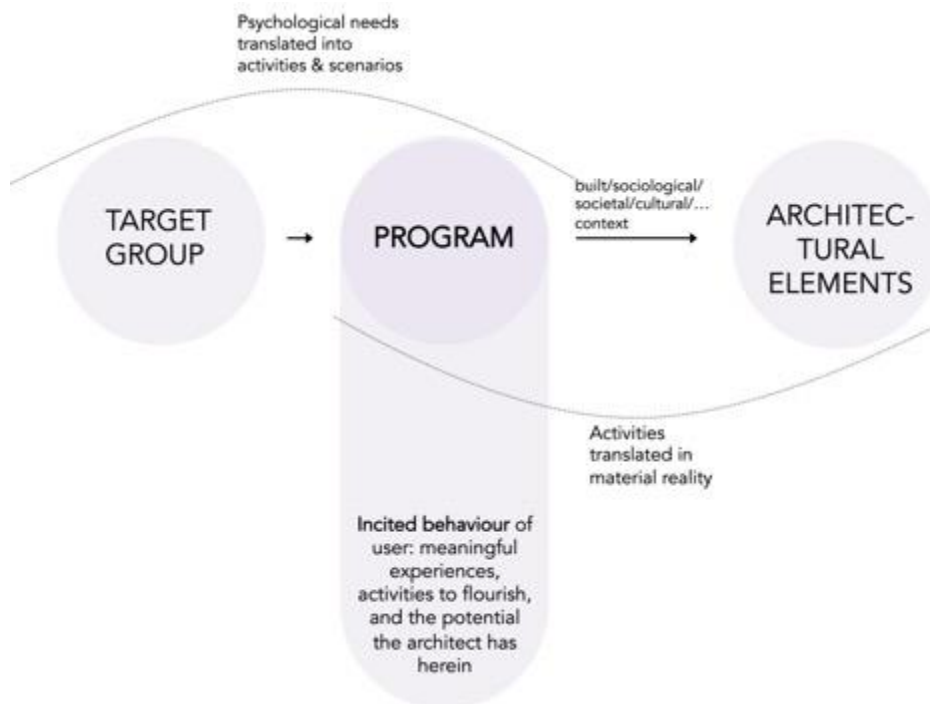 Psychological needs
translated into
activities & scenarios
TARGET
GROUP
PROGRAM
built/sociological/
societal/cultural/...
context
ARCHITEC-
TURAL
ELEMENTS
Activities
translated in
material reality
Incited behaviour of
user: meaningful
experiences,
activities to flourish,
and the potential
the architect has
herein